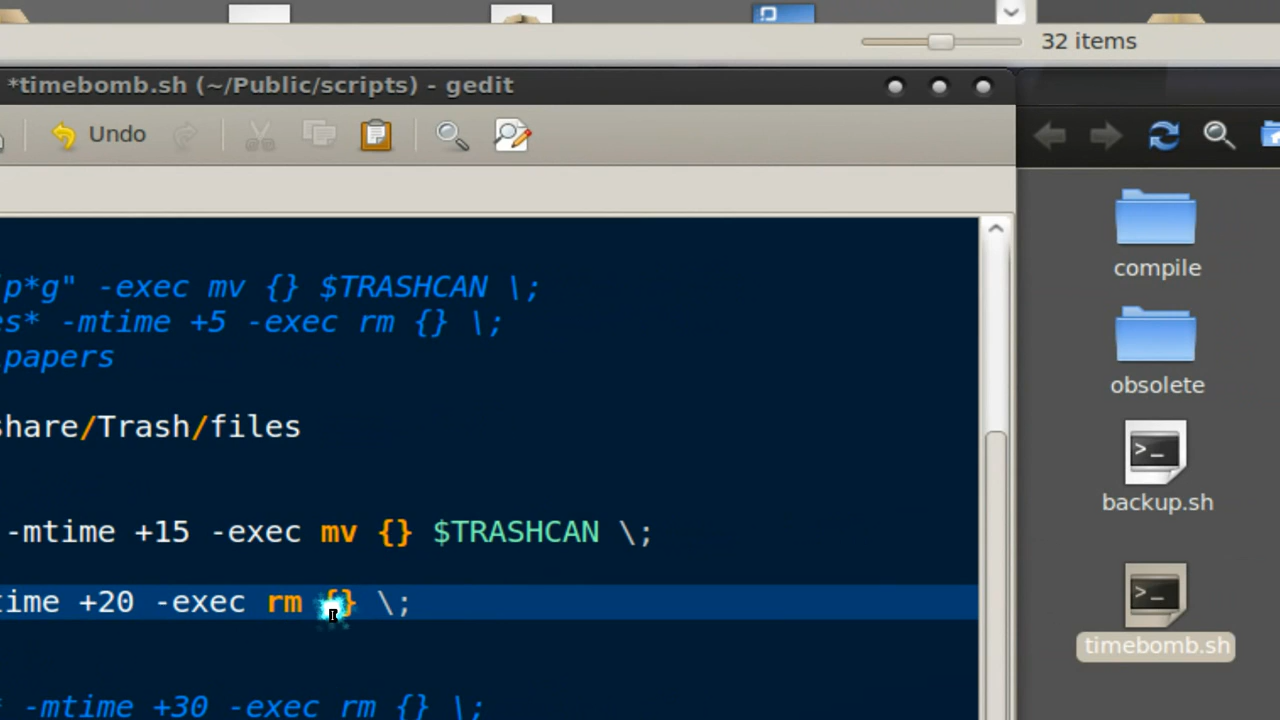 32 items
*timebomb.sh (~/Public/scripts) - gedit
Undo
p*g" -exec mv {} $TRASHCAN \;
es* -mtime +5 -exec rm {} \;
papers
share/Trash/files
-mtime +15 -exec mv {} $TRASHCAN \;
time +20 -exec rm {} \;
* -mtime +30 -exec rm {} \;
compile
obsolete
>_
backup.sh
>_
timebomb.sh